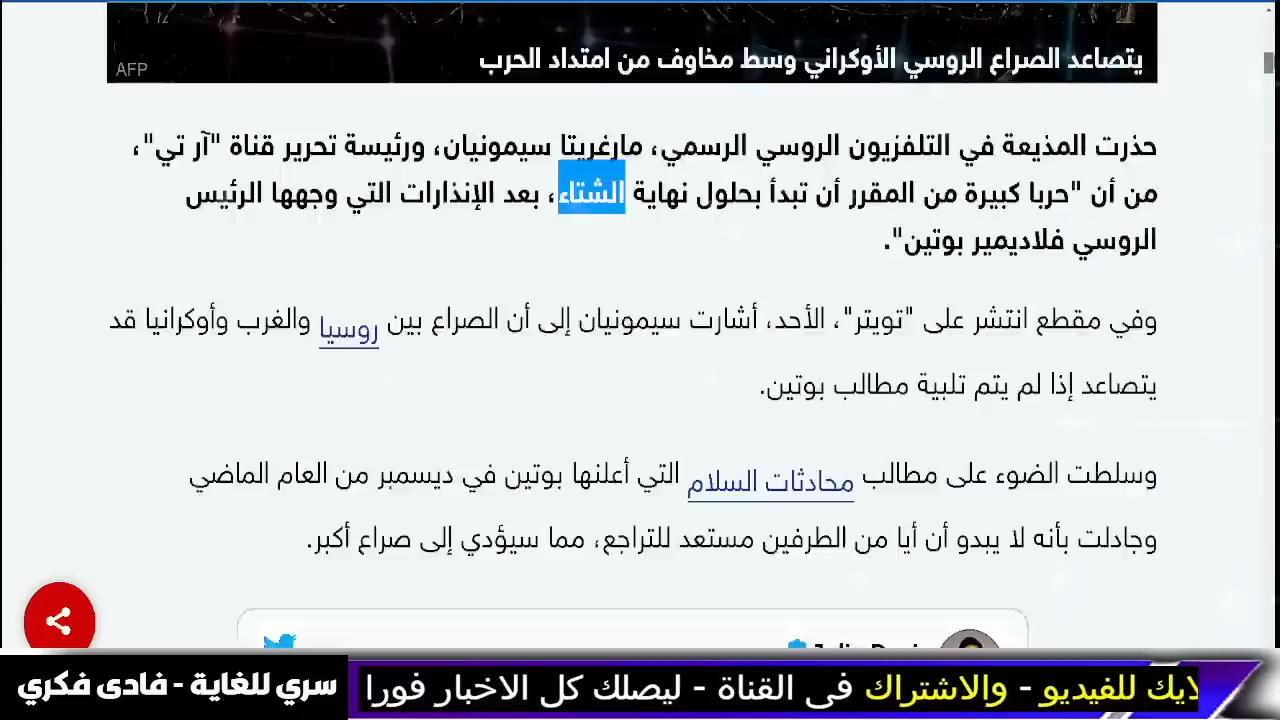 يتصاعد الصراع الروسي الأوكراني وسط مخاوف من امتداد الحرب
AFP
حذرت المذيعة في التلفزيون الروسي الرسمي، مارغريتا سيمونيان، ورئيسة تحرير قناة "آر تي"،
من أن "حربا كبيرة من المقرر أن تبدأ بحلول نهاية الشتاء، بعد الإنذارات التي وجهها الرئيس
الروسي فلاديمير بوتين".
وفي مقطع انتشر على "تويتر"، الأحد، أشارت سيمونيان إلى أن الصراع بين روسيا والغرب وأوكرانيا قد
يتصاعد إذا لم يتم تلبية مطالب بوتين.
وسلطت الضوء على مطالب محادثات السلام التي أعلنها بوتين في ديسمبر من العام الماضي
وجادلت بأنه لا يبدو أن أيا من الطرفين مستعد للتراجع، مما سيؤدي إلى صراع أكبر.
لايك للفيديو - والاشتراك فى القناة - ليصلك كل الاخبار فورا
سري للغاية - فادى فكري